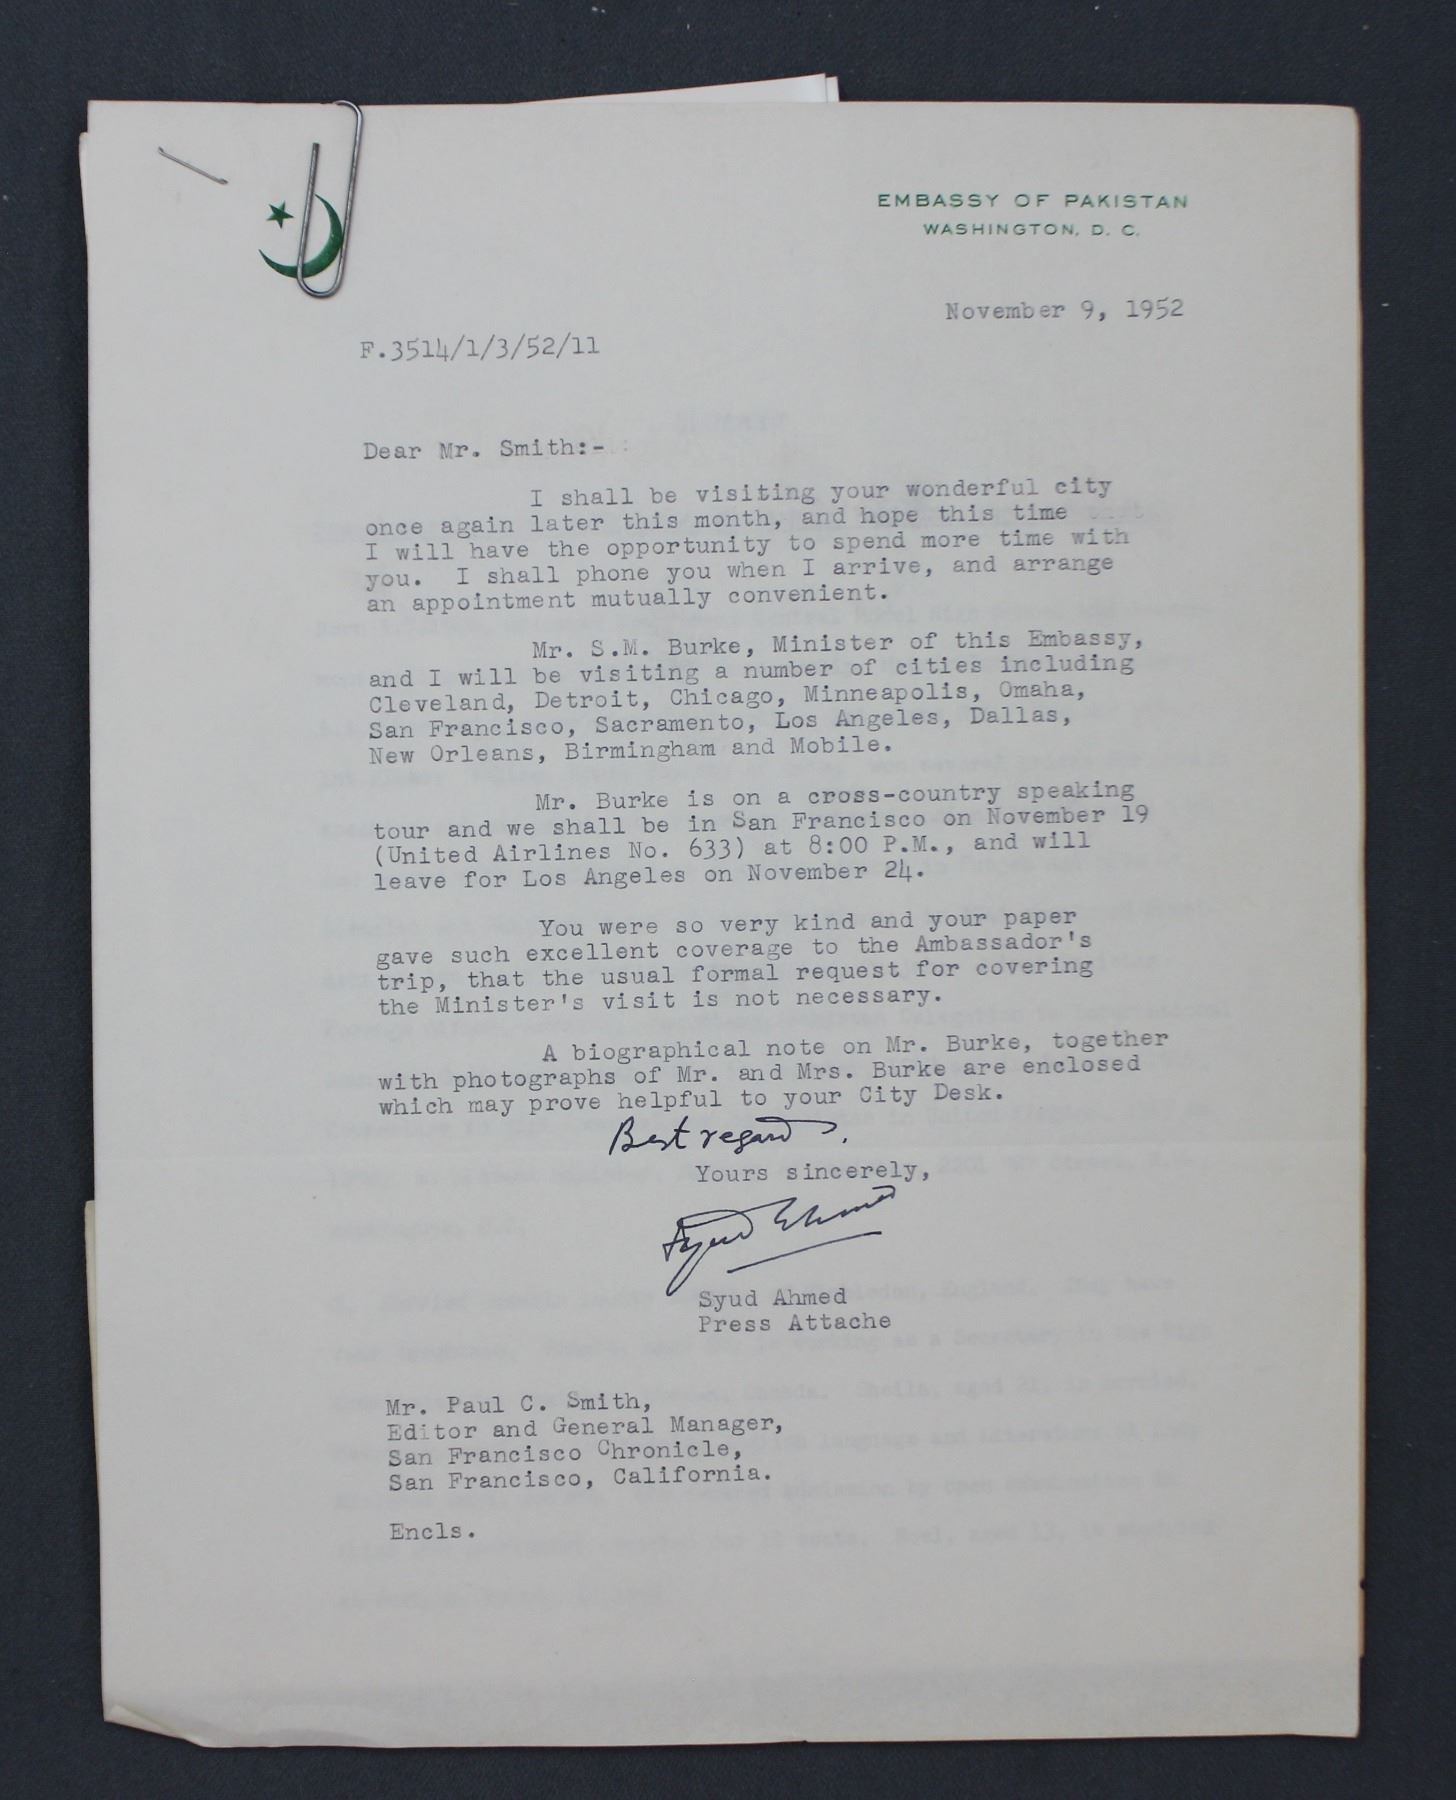 EMBASSY OF PAKISTAN
WASHINGTON, D. C.
November 9, 1952
F.3514/1/3/52/11
Dear Mr. Smith:-
I shall be visiting your wonderful city
once again later this month, and hope this time
I will have the opportunity to spend more time with
you. I shall phone you when I arrive, and arrange
an appointment mutually convenient.
Mr. S.M. Burke, Minister of this Embassy,
and I will be visiting a number of cities including
Cleveland, Detroit, Chicago, Minneapolis, Omaha,
San Francisco, Sacramento, Los Angeles, Dallas,
New Orleans, Birmingham and Mobile.
Mr. Burke is on a cross-country speaking
tour and we shall be in San Francisco on November 19
(United Airlines No. 633) at 8:00 P.M., and will
leave for Los Angeles on November 24.
You were so very kind and your paper
gave such excellent coverage to the Ambassador's
trip, that the usual formal request for covering
the Minister's visit is not necessary.
A biographical note on Mr. Burke, together
with photographs of Mr. and Mrs. Burke are enclosed
which may prove helpful to your City Desk.
Best regards.
Yours sincerely,
Syud Ahmed
Syud Ahmed
Press Attache
Mr. Paul C. Smith,
Editor and General Manager,
San Francisco Chronicle,
San Francisco, California.
Encls.